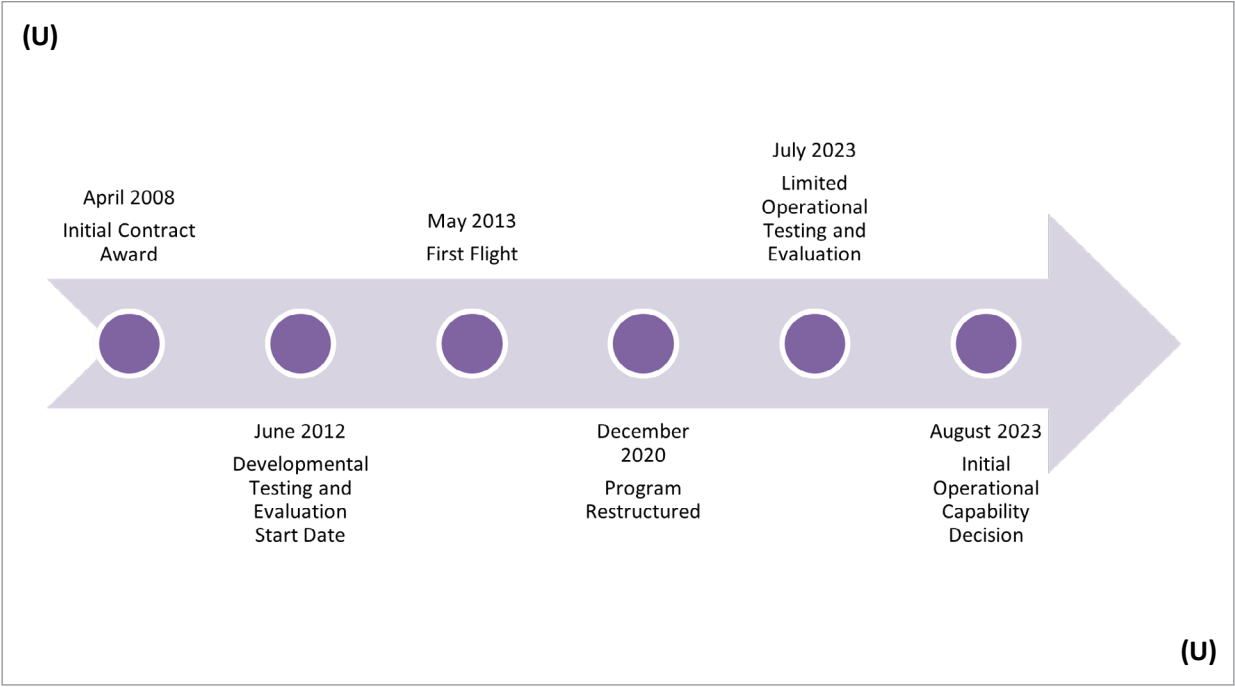 (U)
April 2008
Initial Contract
Award
June 2012
Developmental
Testing and
Evaluation
Start Date
May 2013
First Flight
December
2020
Program
Restructured
July 2023
Limited
Operational
Testing and
Evaluation
August 2023
Initial
Operational
Capability
Decision
(U)